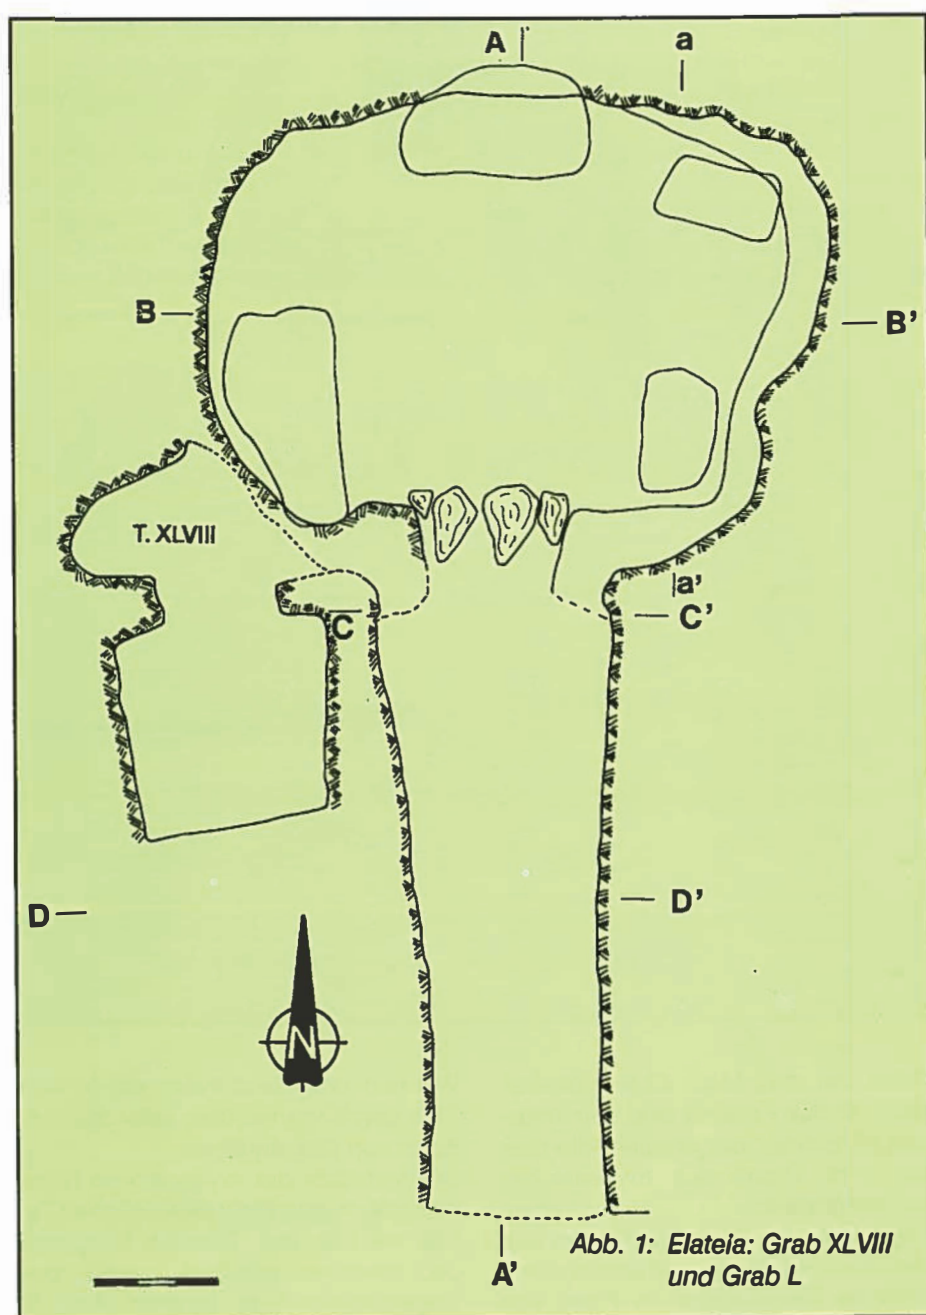 A
a
B
B'
T. XLVIII
a'
C
C'
D
D'
N
A'
Abb. 1: Elateia: Grab XLVIII
und Grab L